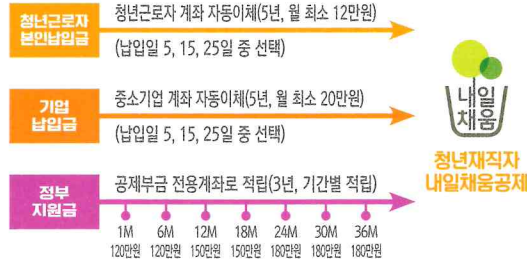 청년근로자
본인납입금
청년근로자 계좌 자동이체(5년, 월 최소 12만원)
(납입일 5, 15, 25일 중 선택)
기업
납입금
중소기업 계좌 자동이체(5년, 월 최소 20만원)
(납입일 5, 15, 25일 중 선택)
내일
채움
청년재직자
내일채움공제
정부
지원금
공제부금 전용계좌로 적립(3년, 기간별 적립)
1M 6M 12M 18M 24M 30M 36M
120만원 120만원 150만원 150만원 180만원 180만원 180만원